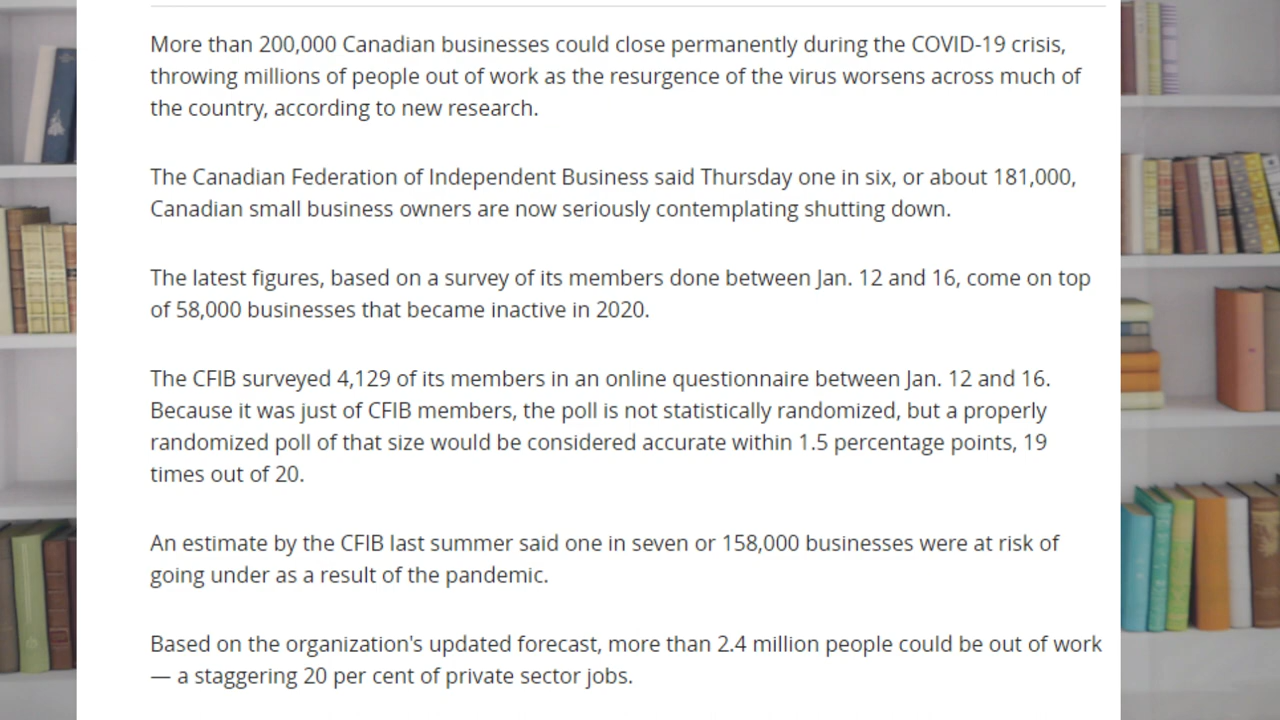 More than 200,000 Canadian businesses could close permanently during the COVID-19 crisis,
throwing millions of people out of work as the resurgence of the virus worsens across much of
the country, according to new research.
The Canadian Federation of Independent Business said Thursday one in six, or about 181,000,
Canadian small business owners are now seriously contemplating shutting down.
The latest figures, based on a survey of its members done between Jan. 12 and 16, come on top
of 58,000 businesses that became inactive in 2020.
The CFIB surveyed 4,129 of its members in an online questionnaire between Jan. 12 and 16.
Because it was just of CFIB members, the poll is not statistically randomized, but a properly
randomized poll of that size would be considered accurate within 1.5 percentage points, 19
times out of 20.
An estimate by the CFIB last summer said one in seven or 158,000 businesses were at risk of
going under as a result of the pandemic.
Based on the organization's updated forecast, more than 2.4 million people could be out of work
— a staggering 20 per cent of private sector jobs.